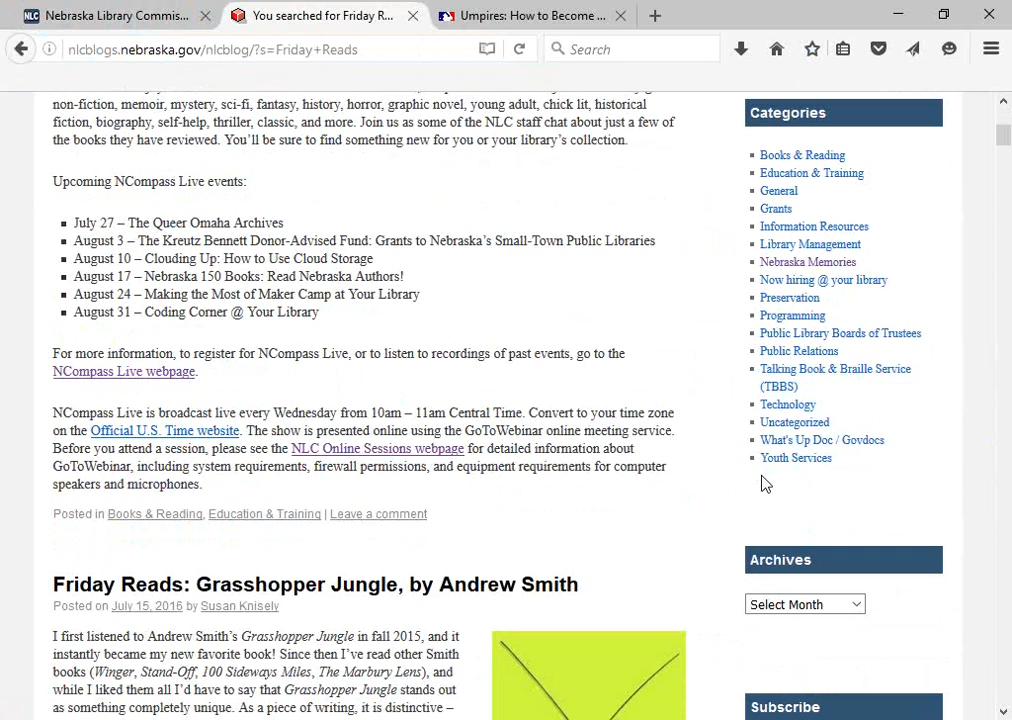 Nebraska Library Commis...
You searched for Friday R...
Umpires: How to Become ...
nlcblogs.nebraska.gov/nlcblog/?s=Friday+Reads
Search
non-fiction, memoir, mystery, sci-fi, fantasy, history, horror, graphic novel, young adult, chick lit, historical
fiction, biography, self-help, thriller, classic, and more. Join us as some of the NLC staff chat about just a few of
the books they have reviewed. You'll be sure to find something new for you or your library's collection.
Upcoming NCompass Live events:
July 27 – The Queer Omaha Archives
August 3 – The Kreutz Bennett Donor-Advised Fund: Grants to Nebraska's Small-Town Public Libraries
August 10 – Clouding Up: How to Use Cloud Storage
August 17 – Nebraska 150 Books: Read Nebraska Authors!
August 24 – Making the Most of Maker Camp at Your Library
August 31 – Coding Corner @ Your Library
For more information, to register for NCompass Live, or to listen to recordings of past events, go to the
NCompass Live webpage.
NCompass Live is broadcast live every Wednesday from 10am – 11am Central Time. Convert to your time zone
on the Official U.S. Time website. The show is presented online using the GoToWebinar online meeting service.
Before you attend a session, please see the NLC Online Sessions webpage for detailed information about
GoToWebinar, including system requirements, firewall permissions, and equipment requirements for computer
speakers and microphones.
Posted in Books & Reading, Education & Training | Leave a comment
Friday Reads: Grasshopper Jungle, by Andrew Smith
Posted on July 15, 2016 by Susan Knisely
I first listened to Andrew Smith's Grasshopper Jungle in fall 2015, and it
instantly became my new favorite book! Since then I've read other Smith
books (Winger, Stand-Off, 100 Sideways Miles, The Marbury Lens), and
while I liked them all I'd have to say that Grasshopper Jungle stands out
as something completely unique. As a piece of writing, it is distinctive –
Categories
Books & Reading
Education & Training
General
Grants
Information Resources
Library Management
Nebraska Memories
Now hiring @ your library
Preservation
Programming
Public Library Boards of Trustees
Public Relations
Talking Book & Braille Service
(TBBS)
Technology
Uncategorized
What's Up Doc / Govdocs
Youth Services
Archives
Select Month
Subscribe